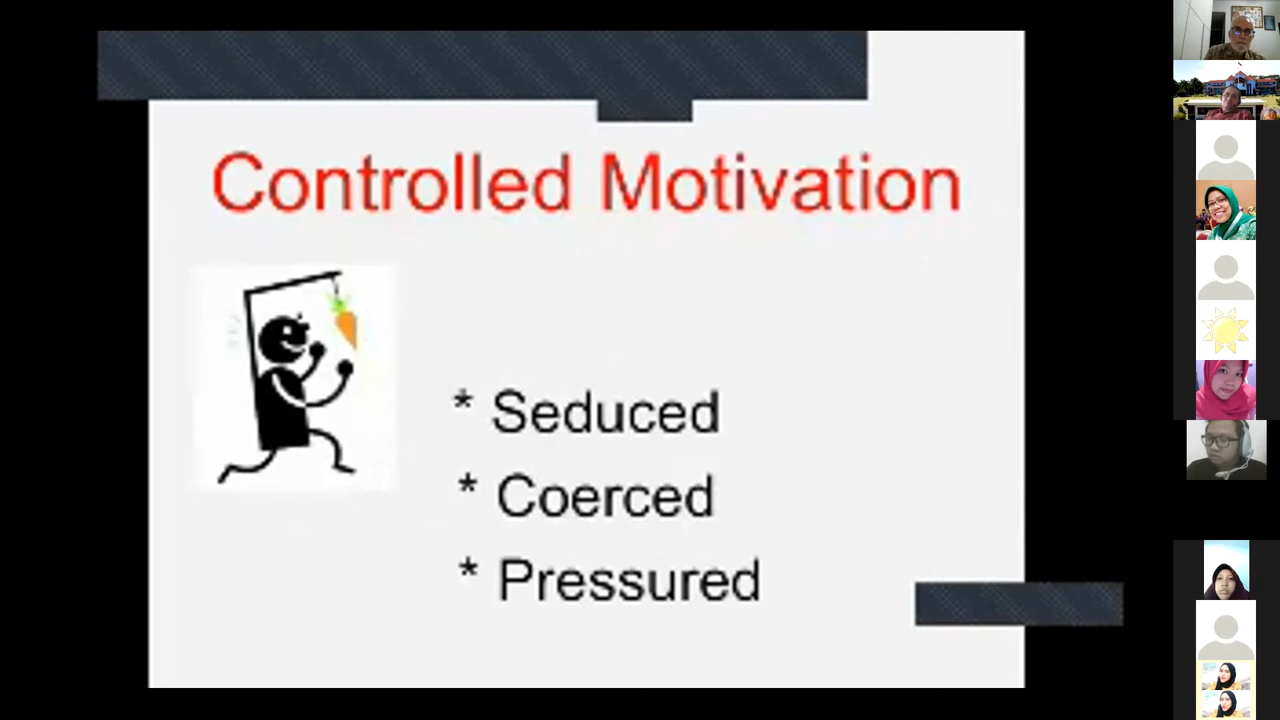 Controlled Motivation
* Seduced
* Coerced
* Pressured